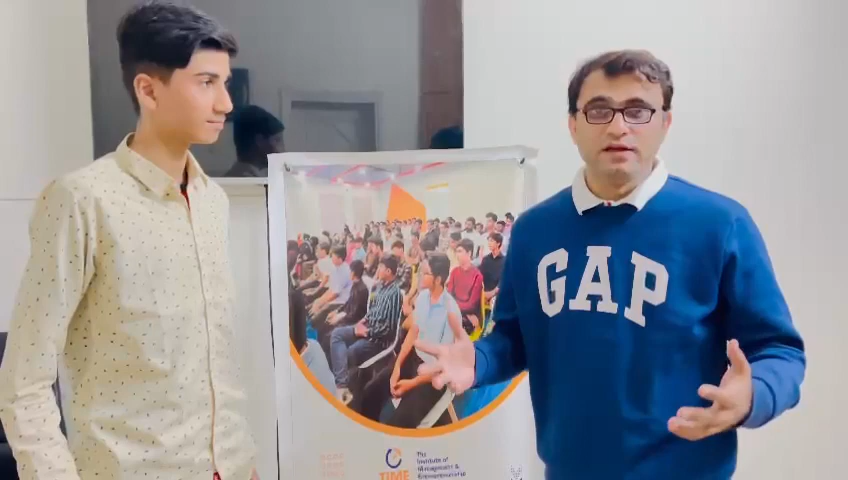 GAP
TIME
The
Institute of
Management &
Entrepreneurship